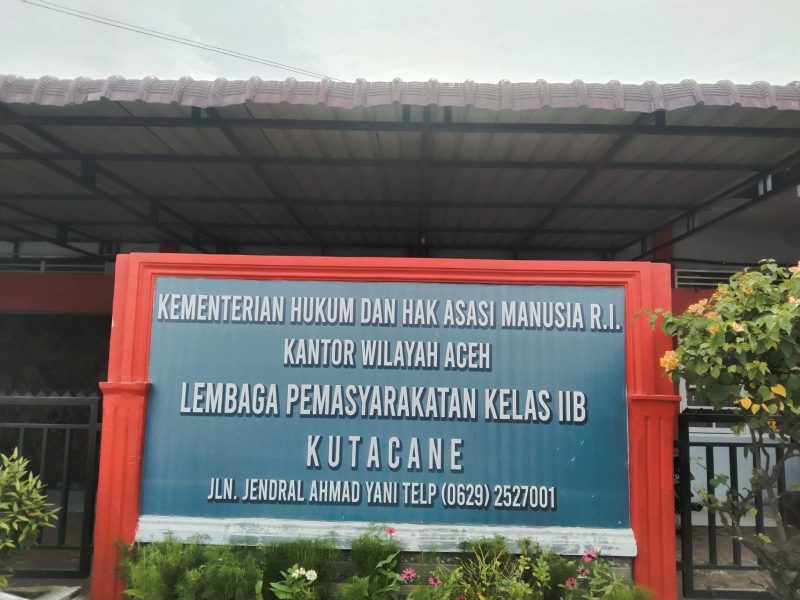 KEMENTERIAN HUKUM DAN HAK ASASI MANUSIA R.I.
KANTOR WILAYAH ACEH
LEMBAGA PEMASYARAKATAN KELAS IIB
KUTACANE
JLN. JENDRAL AHMAD YANI TELP (0629) 2527001